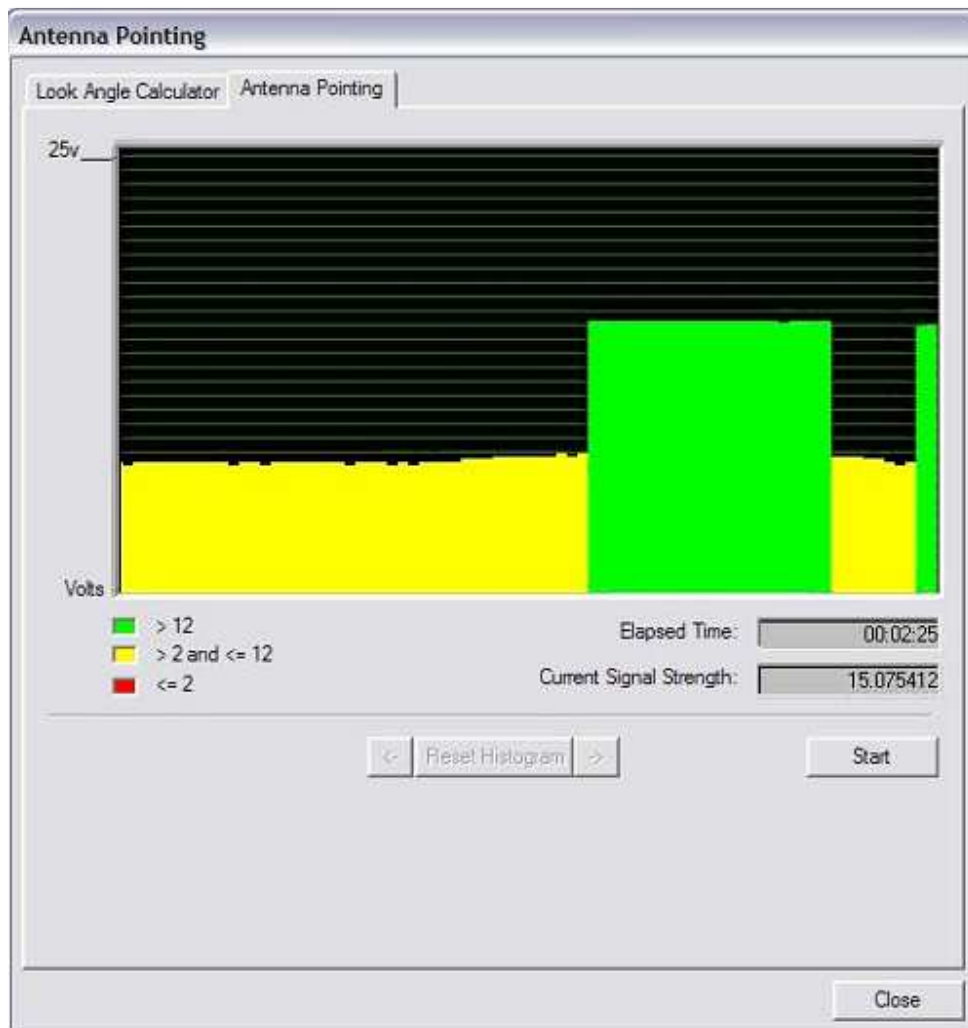 Antenna Pointing
Look Angle Calculator Antenna Pointing
25v
Volts
> 12
> 2 and <= 12
<= 2
Elapsed Time: 00:02:25
Current Signal Strength: 15.075412
<- Reset Histogram -> Start
Close